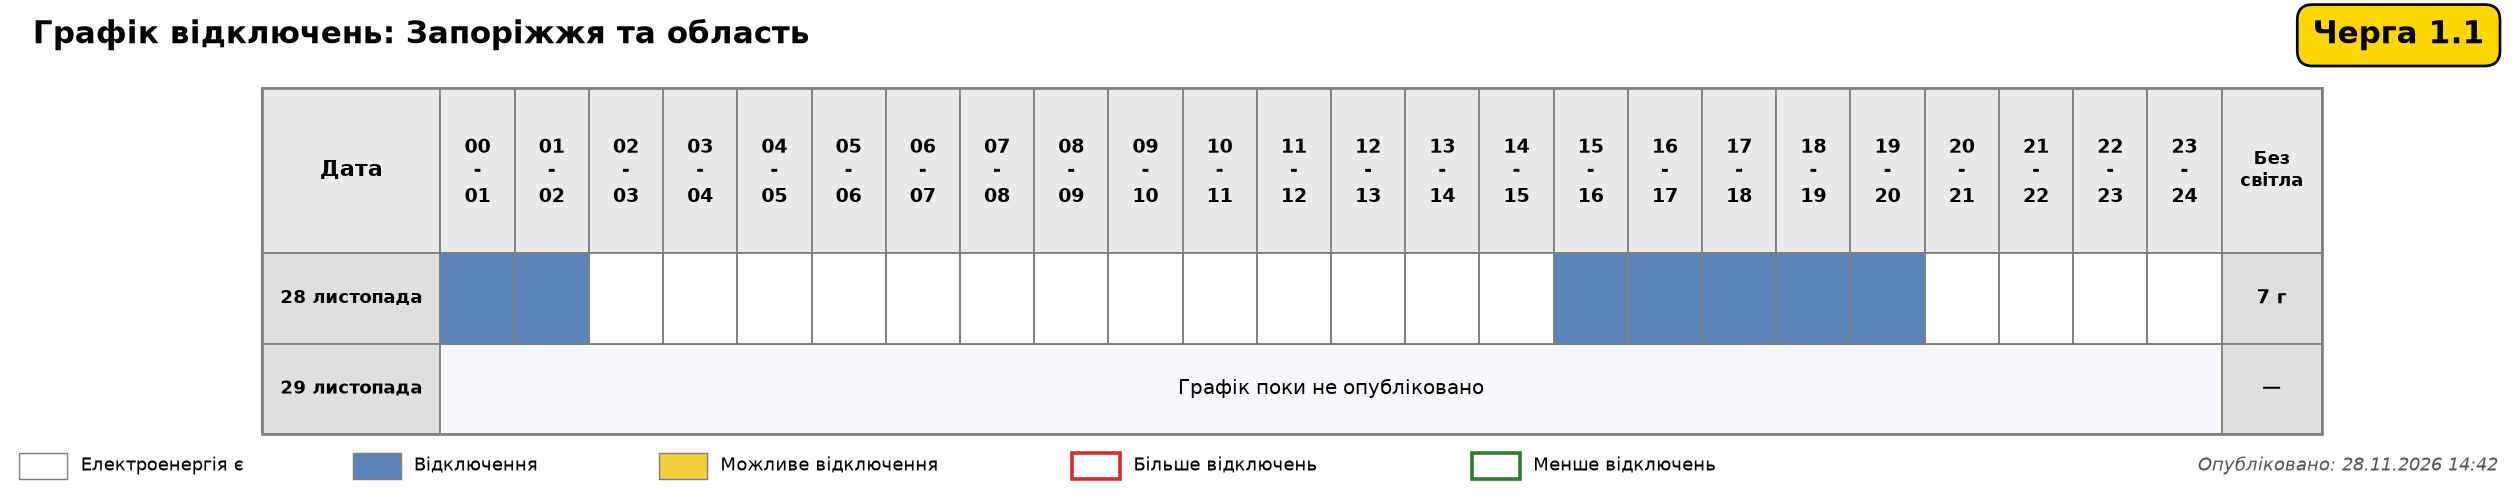 Графік відключень: Запоріжжя та область
Черга 1.1
Дата
00 - 01
01 - 02
02 - 03
03 - 04
04 - 05
05 - 06
06 - 07
07 - 08
08 - 09
09 - 10
10 - 11
11 - 12
12 - 13
13 - 14
14 - 15
15 - 16
16 - 17
17 - 18
18 - 19
19 - 20
20 - 21
21 - 22
22 - 23
23 - 24
Без світла
28 листопада
7 г
29 листопада
Графік поки не опубліковано
—
Електроенергія є
Відключення
Можливе відключення
Більше відключень
Менше відключень
Опубліковано: 28.11.2026 14:42